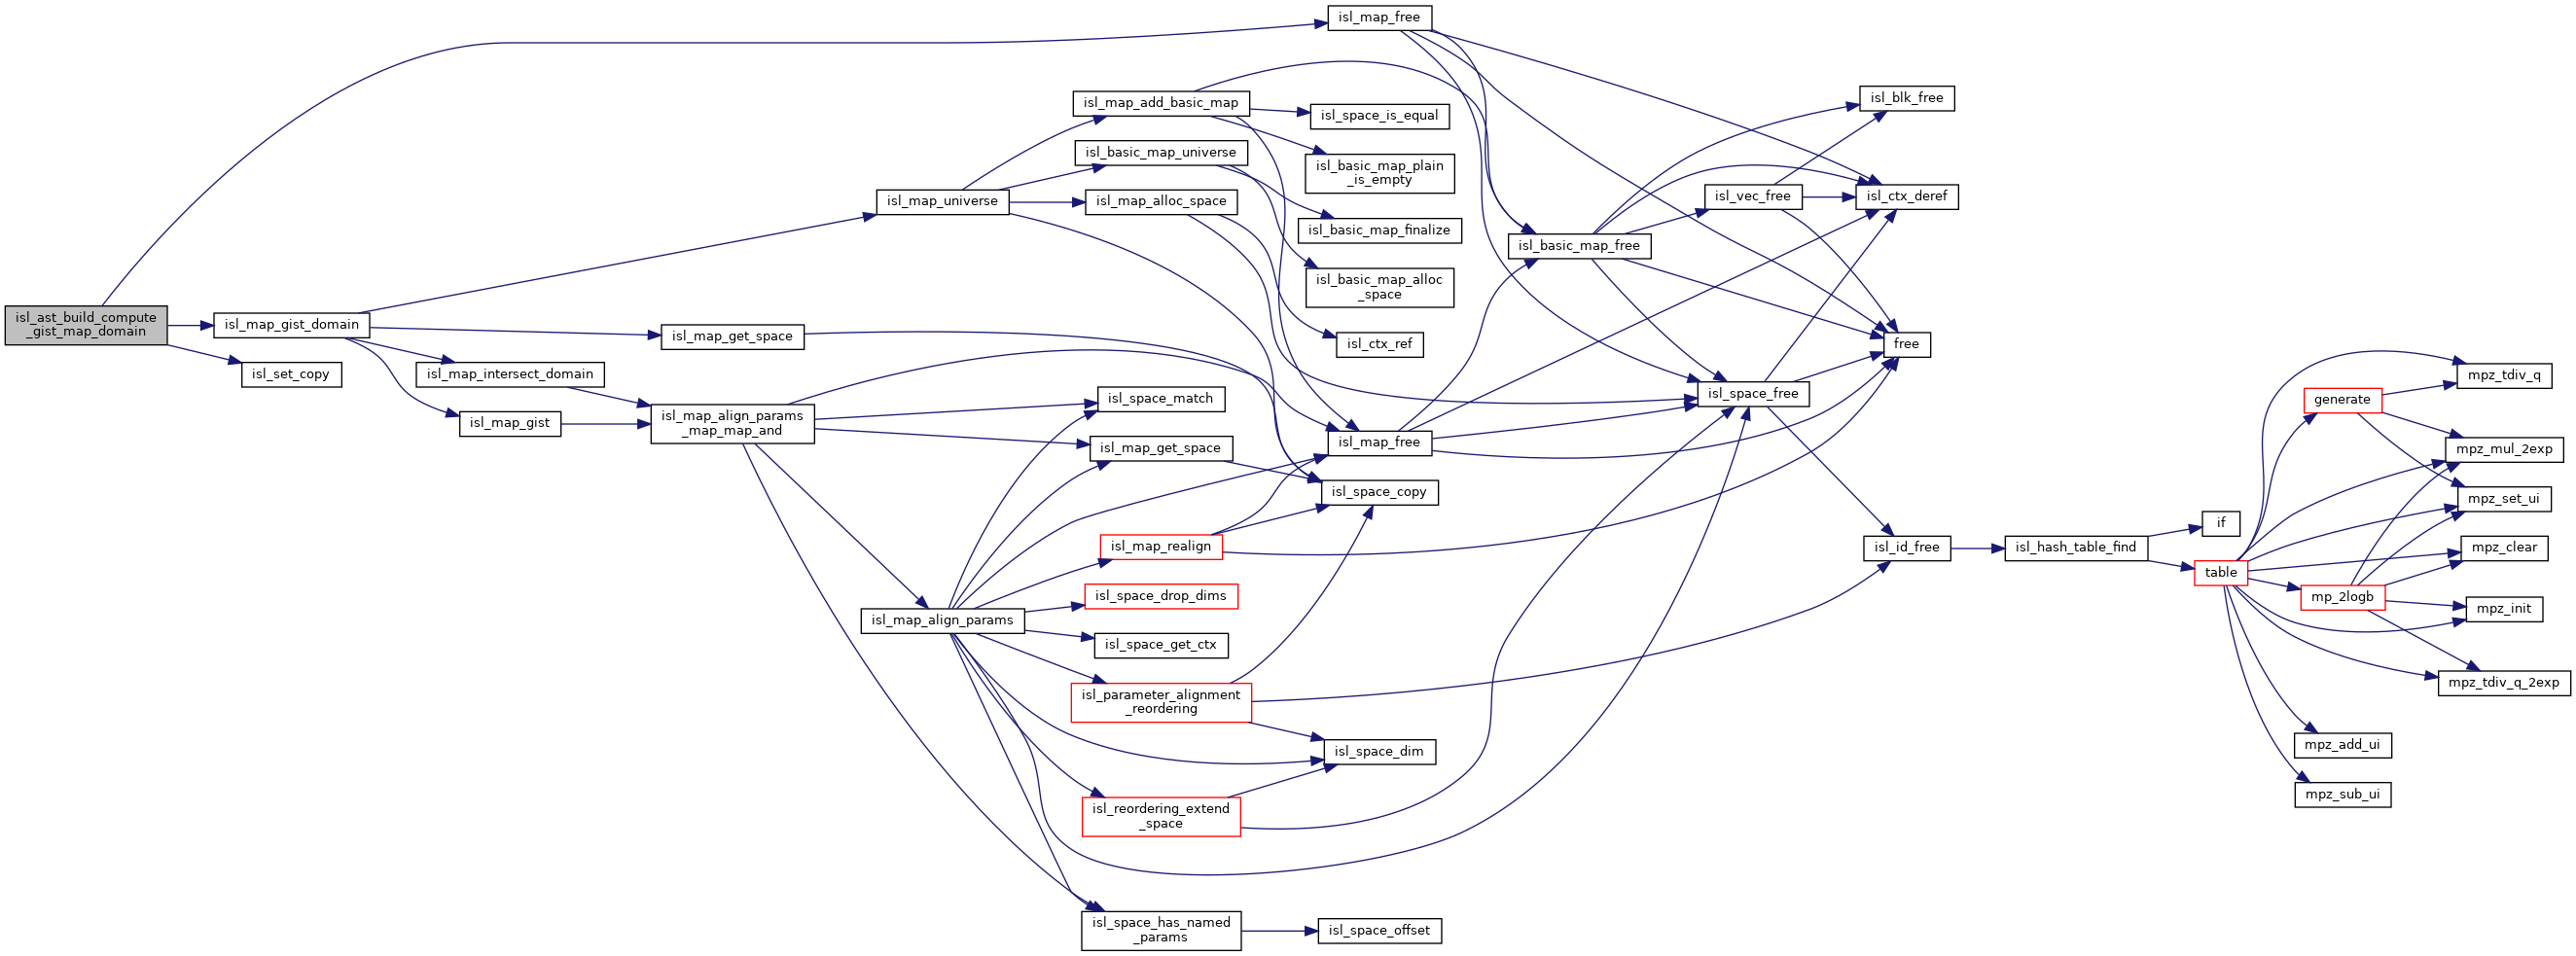 isl_map_free
isl_blk_free
isl_map_add_basic_map
isl_space_is_equal
isl_basic_map_universe
isl_basic_map_plain
_is_empty
isl_vec_free
isl_ctx_deref
isl_map_universe
isl_map_alloc_space
isl_basic_map_finalize
isl_basic_map_free
isl_basic_map_alloc
_space
isl_ast_build_compute
_gist_map_domain
isl_map_gist_domain
isl_map_get_space
isl_ctx_ref
free
isl_set_copy
isl_map_intersect_domain
isl_space_match
isl_space_free
mpz_tdiv_q
generate
isl_map_gist
isl_map_align_params
_map_map_and
isl_map_get_space
isl_map_free
mpz_mul_2exp
isl_space_copy
mpz_set_ui
if
isl_map_realign
isl_id_free
isl_hash_table_find
mpz_clear
table
isl_space_drop_dims
mp_2logb
mpz_init
isl_map_align_params
isl_space_get_ctx
isl_parameter_alignment
_reordering
mpz_tdiv_q_2exp
isl_space_dim
mpz_add_ui
isl_reordering_extend
_space
mpz_sub_ui
isl_space_has_named
_params
isl_space_offset